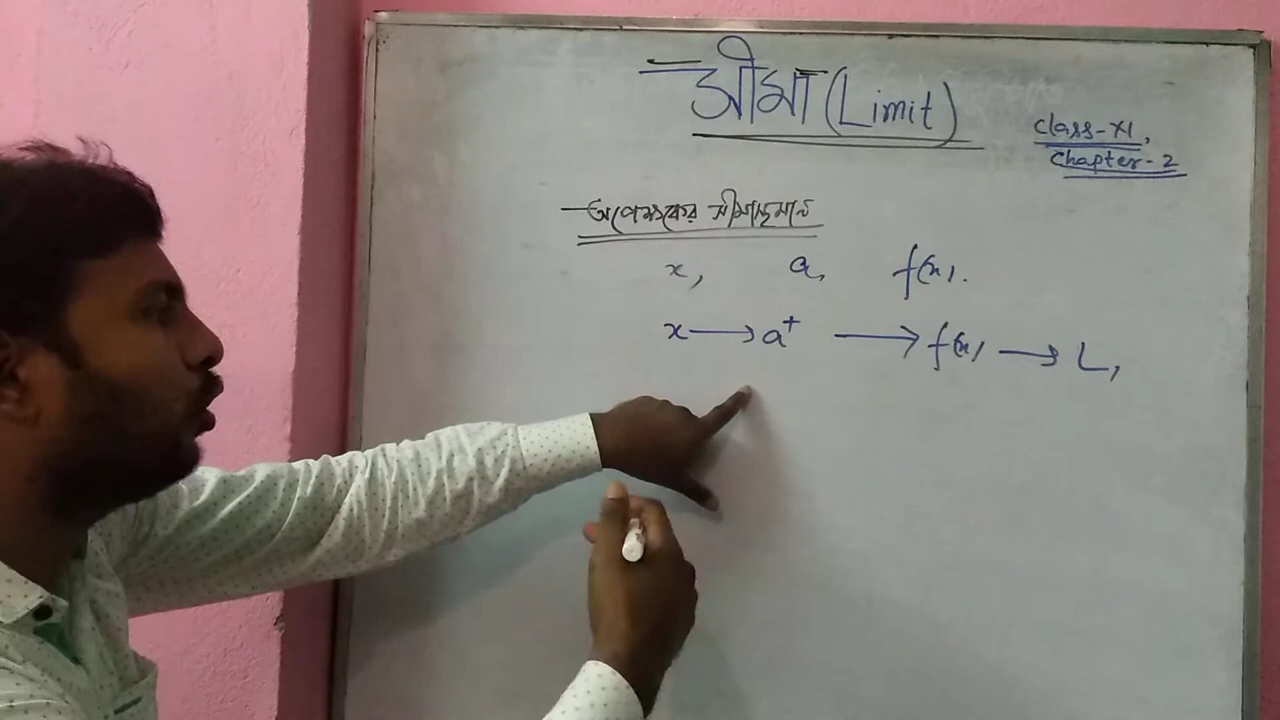 সীমা (Limit)
Class-XI,
Chapter-2
অপেক্ষকের সীমাস্থমান
x, a, f(x).
x → a⁺ → f(x) → L,